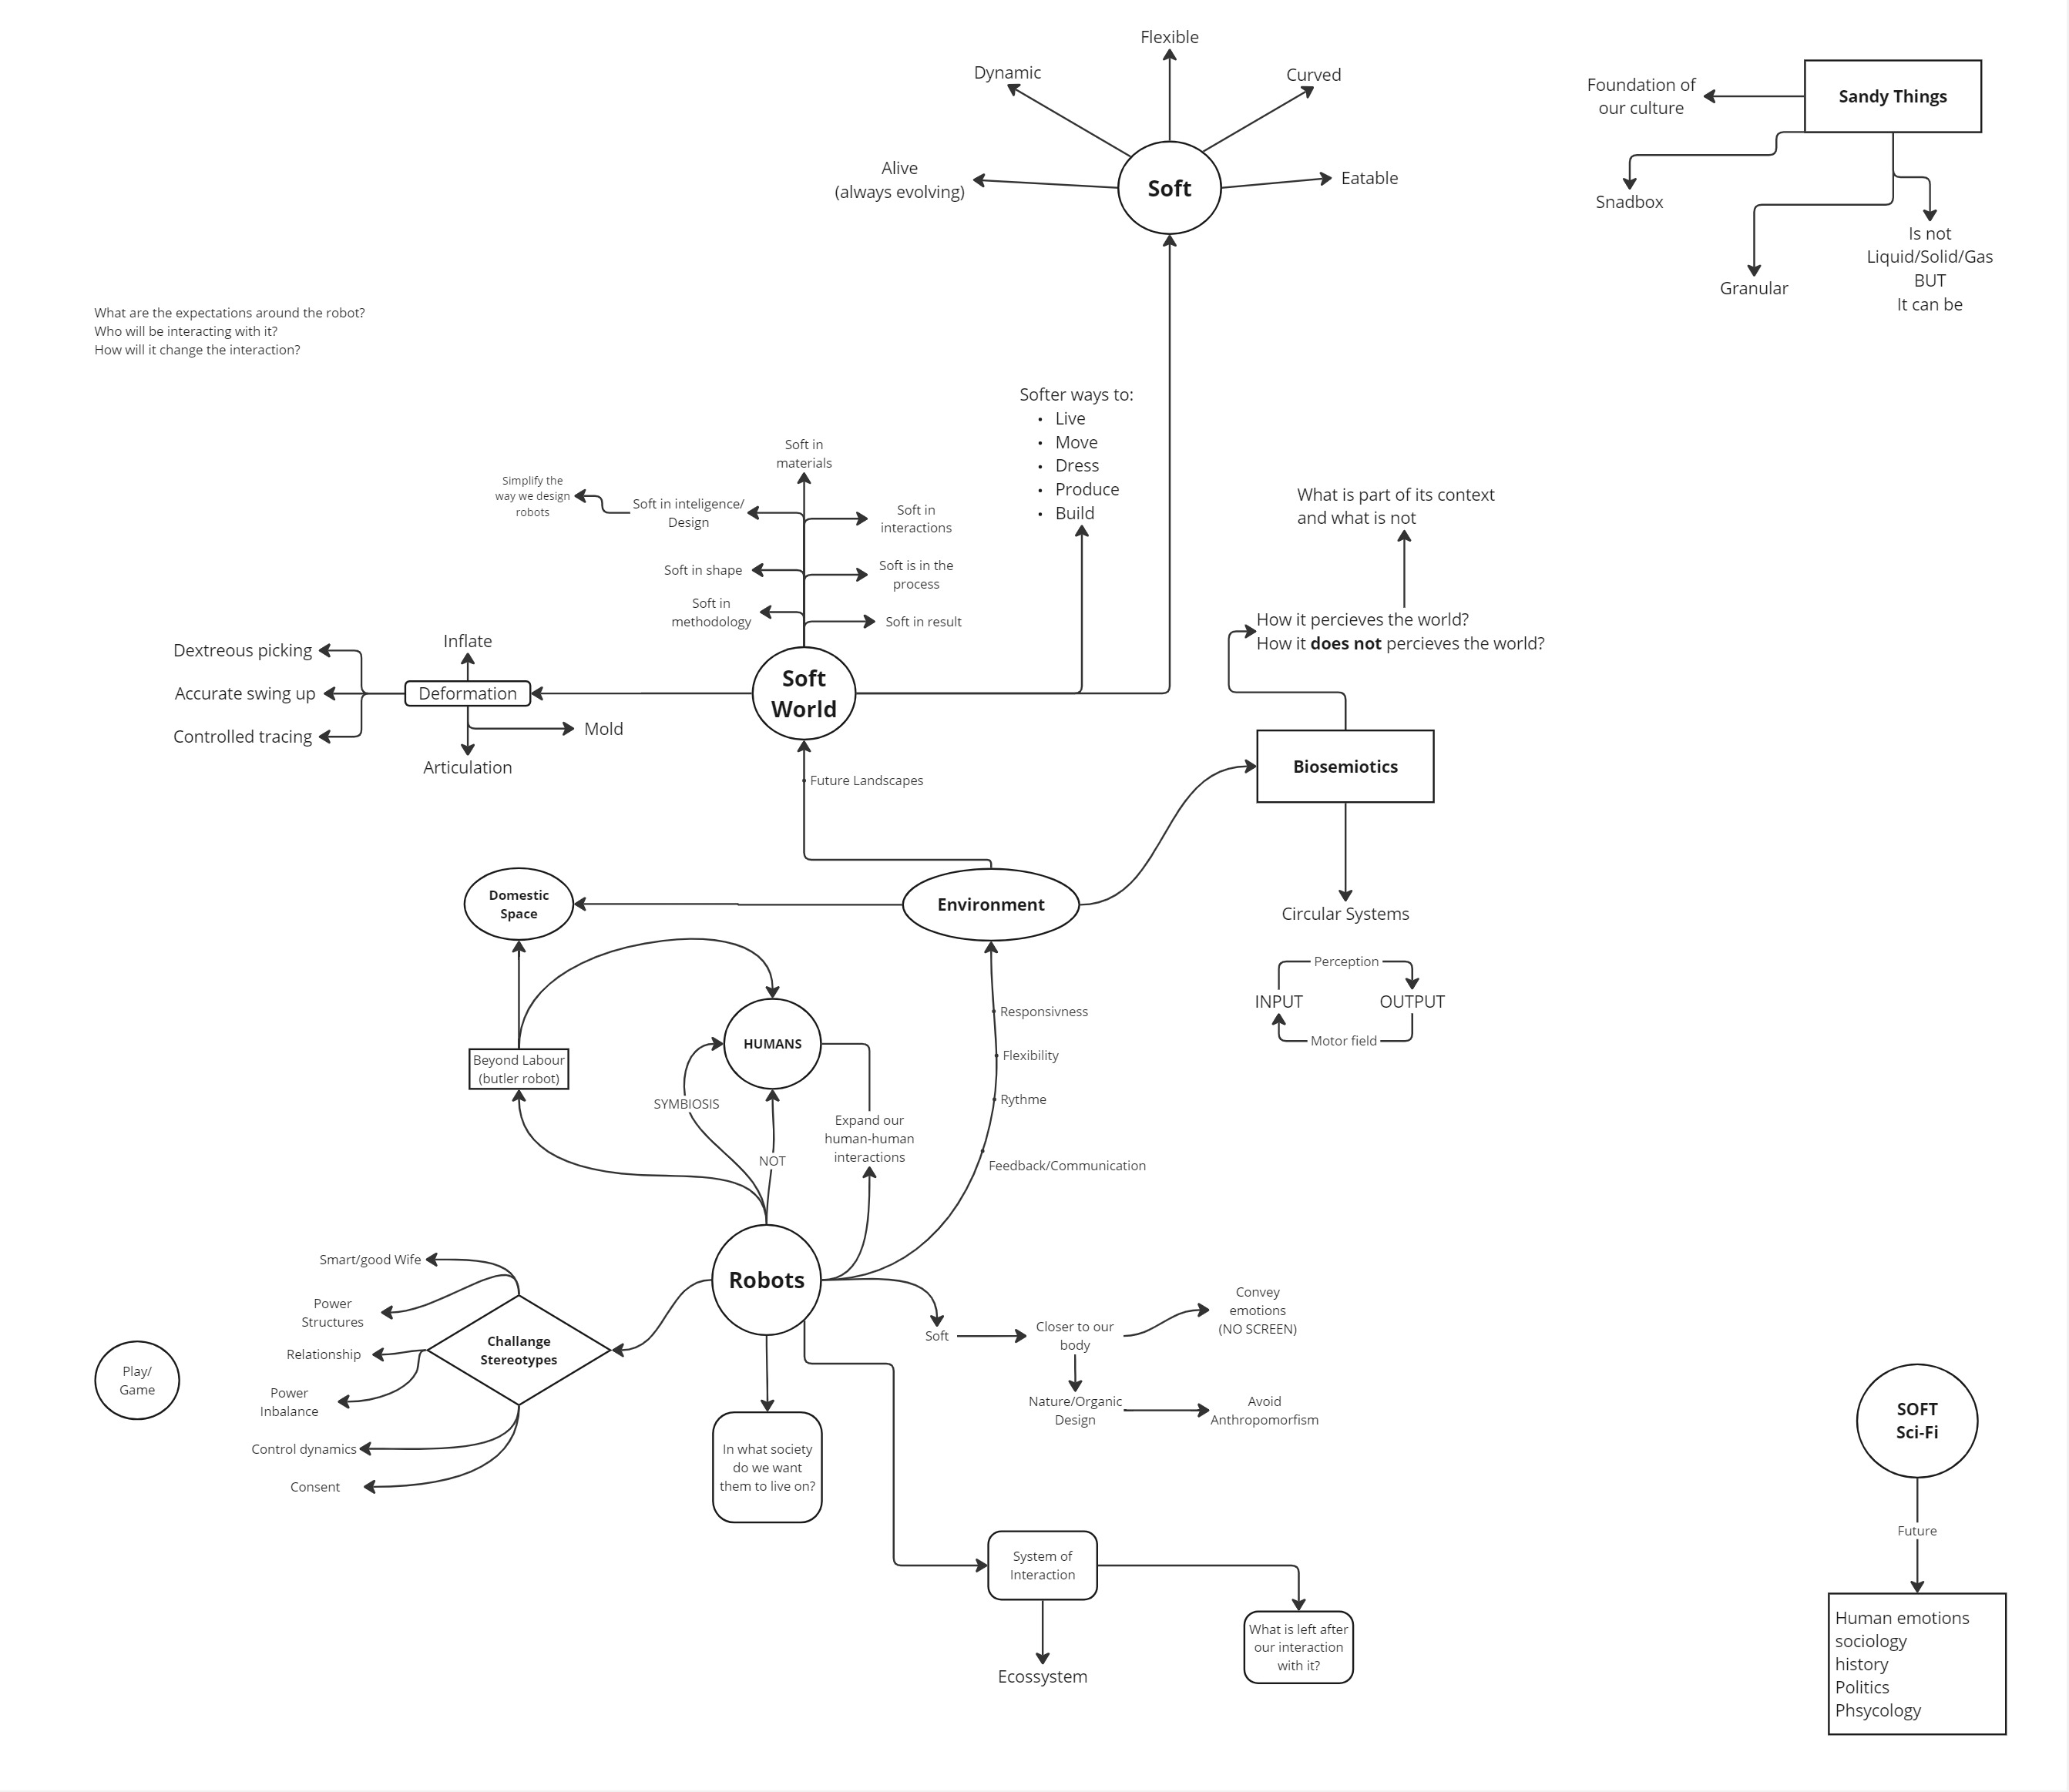 Flexible
Dynamic
Curved
Alive
(always evolving)
Soft
Eatable
Sandy Things
Foundation of
our culture
Snadbox
Granular
Is not
Liquid/Solid/Gas
BUT
It can be
What are the expectations around the robot?
Who will be interacting with it?
How will it change the interaction?
Softer ways to:
• Live
• Move
• Dress
• Produce
• Build
Soft in
materials
Simplify the
way we design
robots
Soft in inteligence/
Design
Soft in
interactions
Soft in shape
Soft is in the
process
Soft in
methodology
Soft in result
What is part of its context
and what is not
How it percieves the world?
How it does not percieves the world?
Dextreous picking
Accurate swing up
Controlled tracing
Inflate
Deformation
Mold
Articulation
Soft
World
Future Landscapes
Biosemiotics
Circular Systems
Perception
INPUT
OUTPUT
Motor field
Domestic
Space
Environment
Beyond Labour
(butler robot)
HUMANS
SYMBIOSIS
NOT
Expand our
human-human
interactions
Responsivness
Flexibility
Rythme
Feedback/Communication
Robots
Smart/good Wife
Power
Structures
Relationship
Power
Inbalance
Control dynamics
Consent
Challange
Stereotypes
Play/
Game
Soft
Closer to our
body
Convey
emotions
(NO SCREEN)
Nature/Organic
Design
Avoid
Anthropomorfism
In what society
do we want
them to live on?
System of
Interaction
Ecossystem
What is left after
our interaction
with it?
SOFT
Sci-Fi
Future
Human emotions
sociology
history
Politics
Phsycology